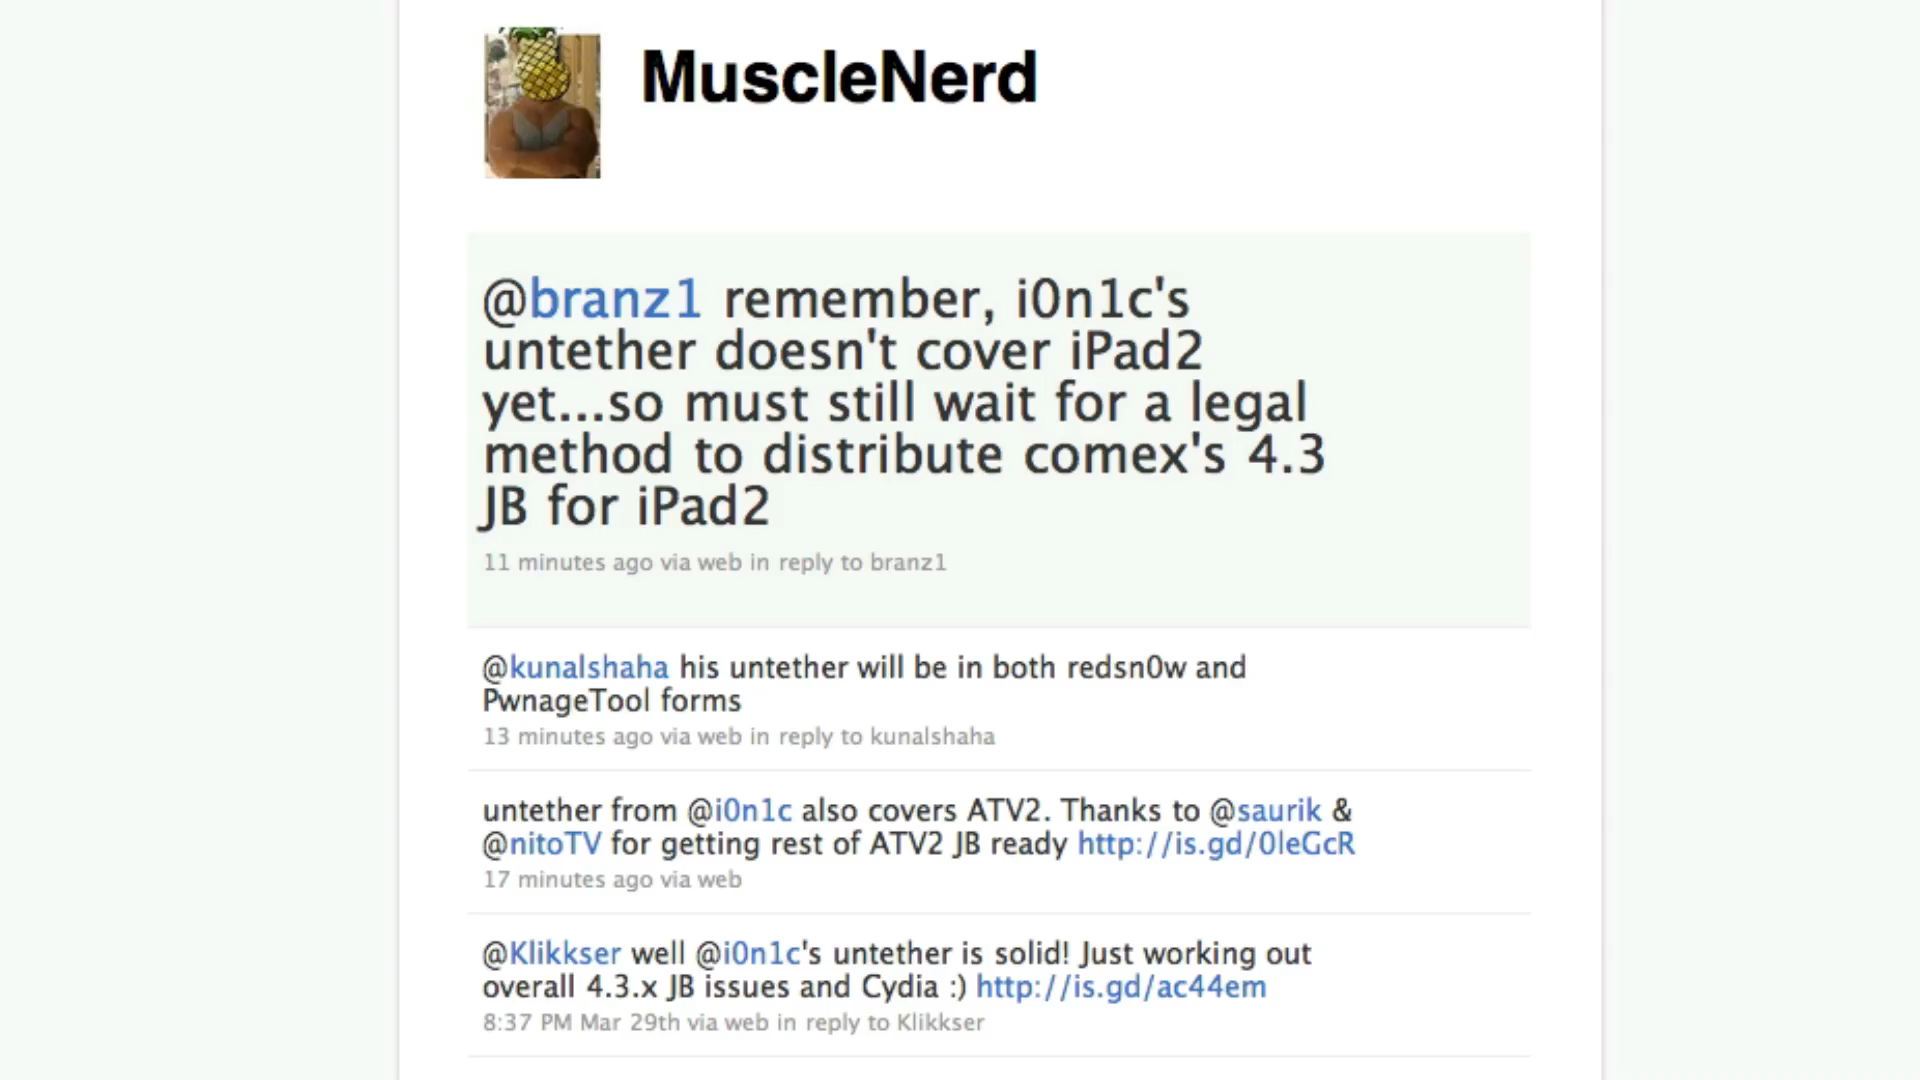 MuscleNerd
@branz1 remember, i0n1c's
untether doesn't cover iPad2
yet...so must still wait for a legal
method to distribute comex's 4.3
JB for iPad2
11 minutes ago via web in reply to branz1
@kunalshaha his untether will be in both redsn0w and
PwnageTool forms
13 minutes ago via web in reply to kunalshaha
untether from @i0n1c also covers ATV2. Thanks to @saurik &
@nitoTV for getting rest of ATV2 JB ready http://is.gd/0leGcR
17 minutes ago via web
@Klikkser well @i0n1c's untether is solid! Just working out
overall 4.3.x JB issues and Cydia :) http://is.gd/ac44em
8:37 PM Mar 29th via web in reply to Klikkser